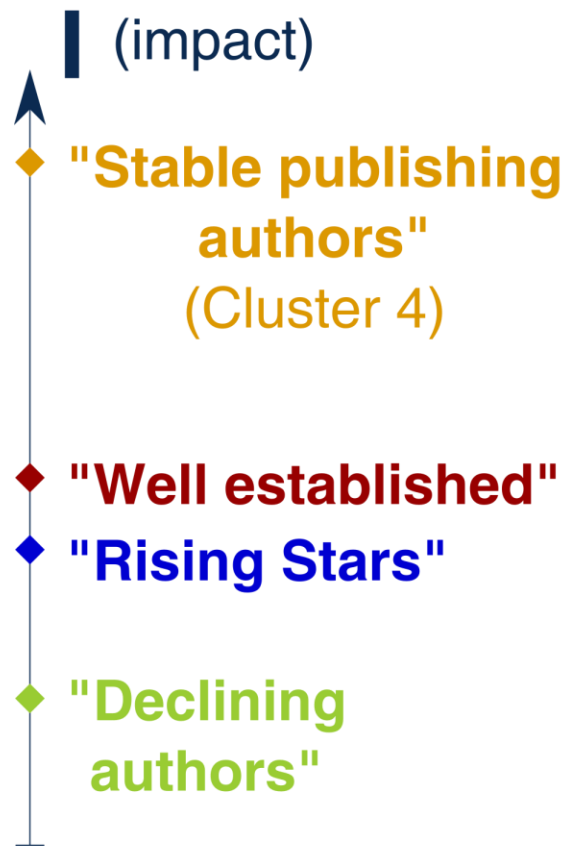 I (impact)
"Stable publishing
authors"
(Cluster 4)
"Well established"
"Rising Stars"
"Declining
authors"